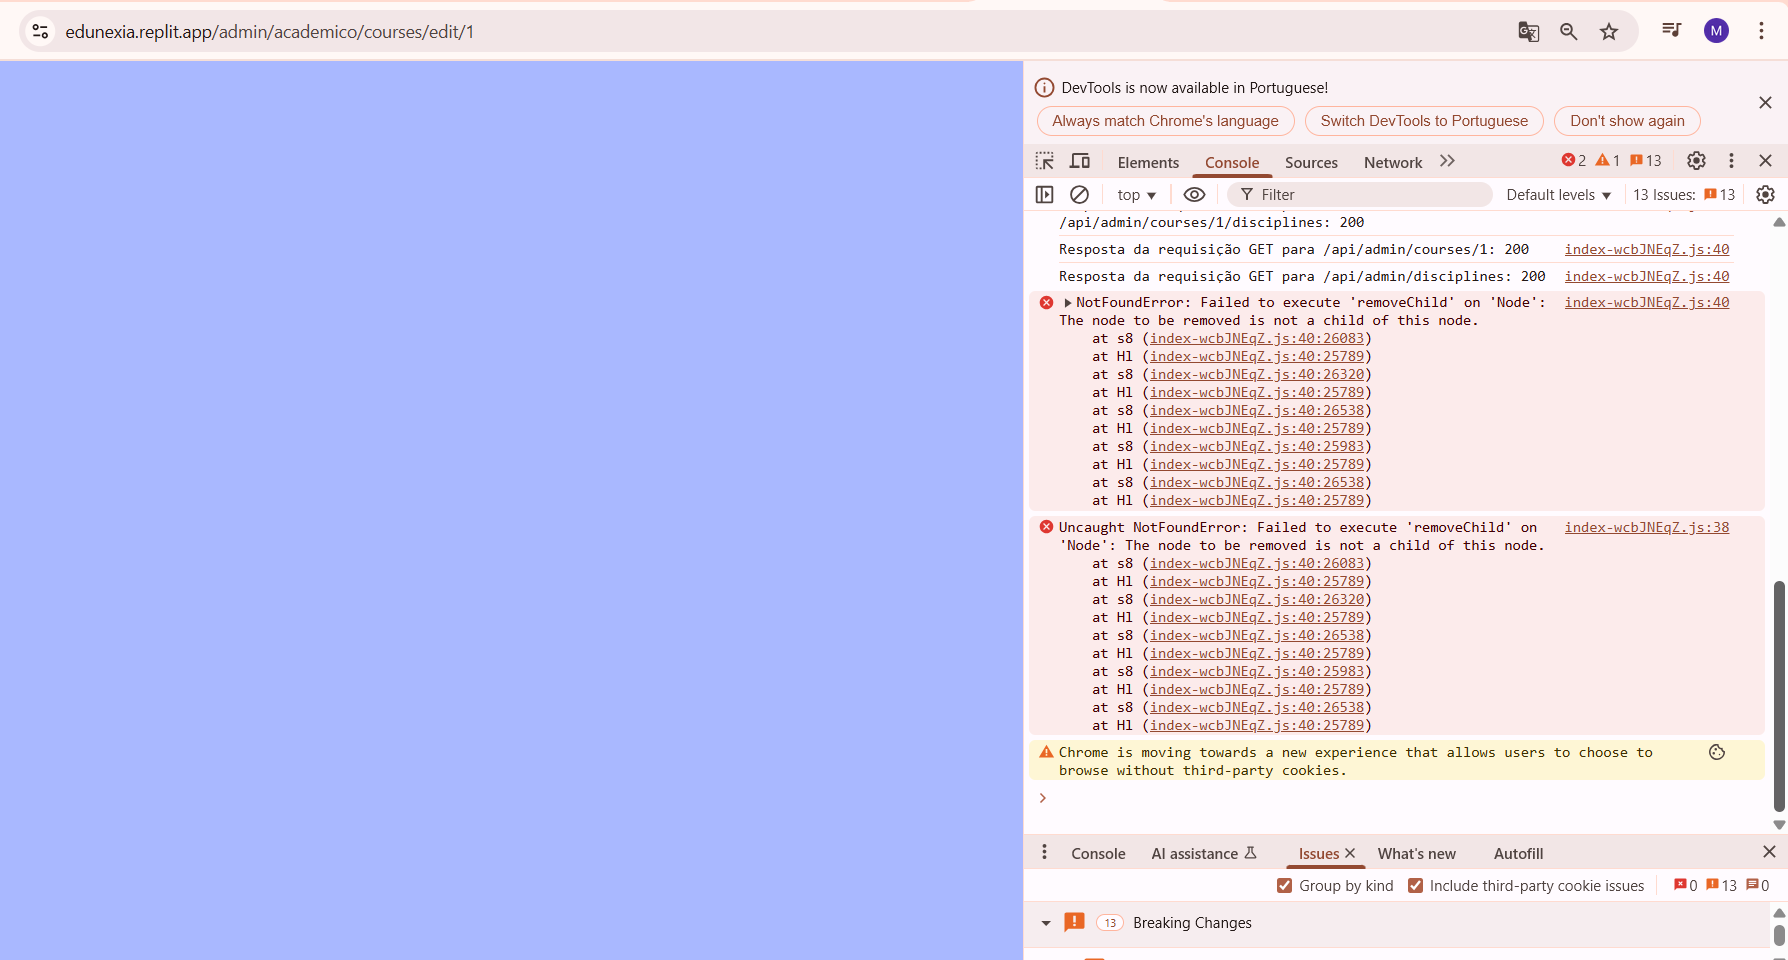 edunexia.replit.app/admin/academico/courses/edit/1
M
DevTools is now available in Portuguese!
Always match Chrome's language
Switch DevTools to Portuguese
Don't show again
Elements
Console
Sources
Network
2
1
13
top
Filter
Default levels
13 Issues:
13
/api/admin/courses/1/disciplines: 200
Resposta da requisição GET para /api/admin/courses/1: 200 index-wcbJNEqZ.js:40
Resposta da requisição GET para /api/admin/disciplines: 200 index-wcbJNEqZ.js:40
NotFoundError: Failed to execute 'removeChild' on 'Node': index-wcbJNEqZ.js:40
The node to be removed is not a child of this node.
at s8 (index-wcbJNEqZ.js:40:26083)
at Hl (index-wcbJNEqZ.js:40:25789)
at s8 (index-wcbJNEqZ.js:40:26320)
at Hl (index-wcbJNEqZ.js:40:25789)
at s8 (index-wcbJNEqZ.js:40:26538)
at Hl (index-wcbJNEqZ.js:40:25789)
at s8 (index-wcbJNEqZ.js:40:25983)
at Hl (index-wcbJNEqZ.js:40:25789)
at s8 (index-wcbJNEqZ.js:40:26538)
at Hl (index-wcbJNEqZ.js:40:25789)
Uncaught NotFoundError: Failed to execute 'removeChild' on index-wcbJNEqZ.js:38
'Node': The node to be removed is not a child of this node.
at s8 (index-wcbJNEqZ.js:40:26083)
at Hl (index-wcbJNEqZ.js:40:25789)
at s8 (index-wcbJNEqZ.js:40:26320)
at Hl (index-wcbJNEqZ.js:40:25789)
at s8 (index-wcbJNEqZ.js:40:26538)
at Hl (index-wcbJNEqZ.js:40:25789)
at s8 (index-wcbJNEqZ.js:40:25983)
at Hl (index-wcbJNEqZ.js:40:25789)
at s8 (index-wcbJNEqZ.js:40:26538)
at Hl (index-wcbJNEqZ.js:40:25789)
Chrome is moving towards a new experience that allows users to choose to
browse without third-party cookies.
Console
AI assistance
Issues
What's new
Autofill
Group by kind
Include third-party cookie issues
0
13
0
13
Breaking Changes